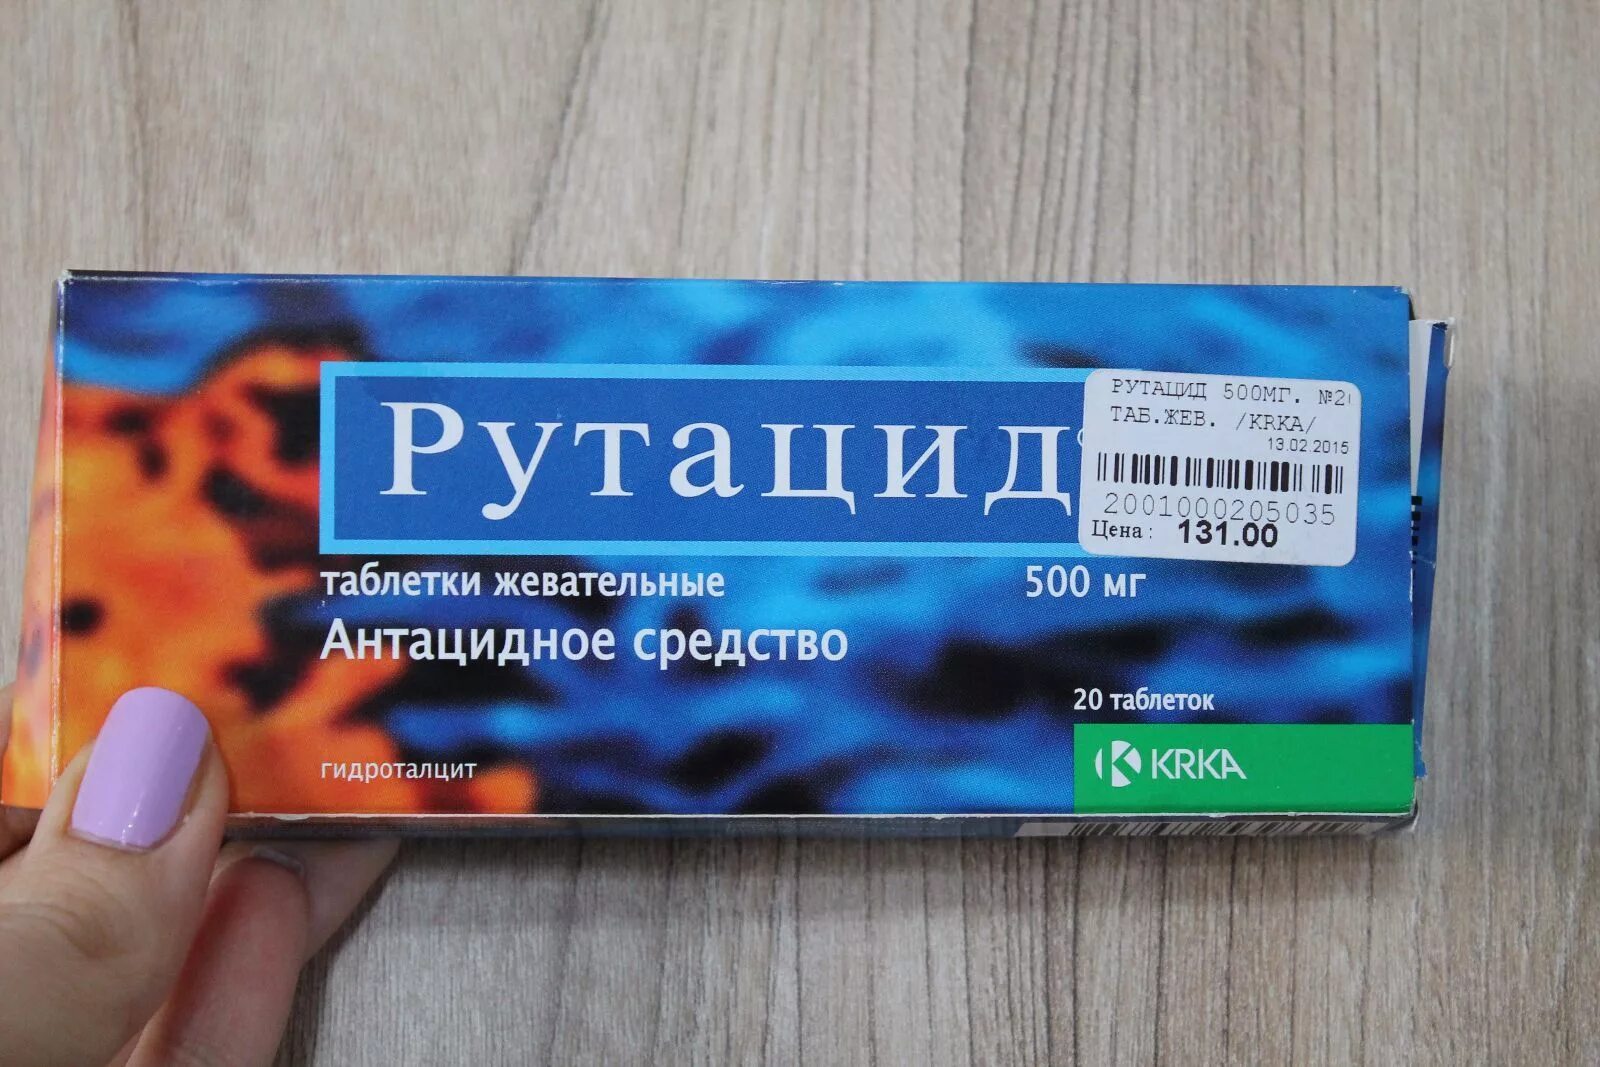 Рутацид
таблетки жевательные 500 мг
Антацидное средство
20 таблеток
гидроталцит
KRKA
РУТАЦИД 500МГ.
ТАБ.ЖЕВ. /KRKA/
13.02.2015
2001000205035
Цена: 131.00